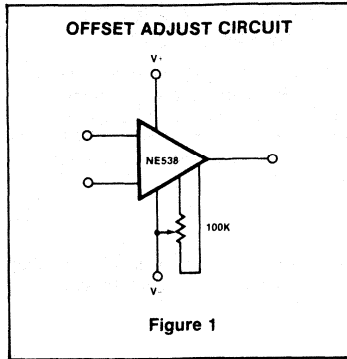 OFFSET ADJUST CIRCUIT
V+
NE538
100K
V-
Figure 1